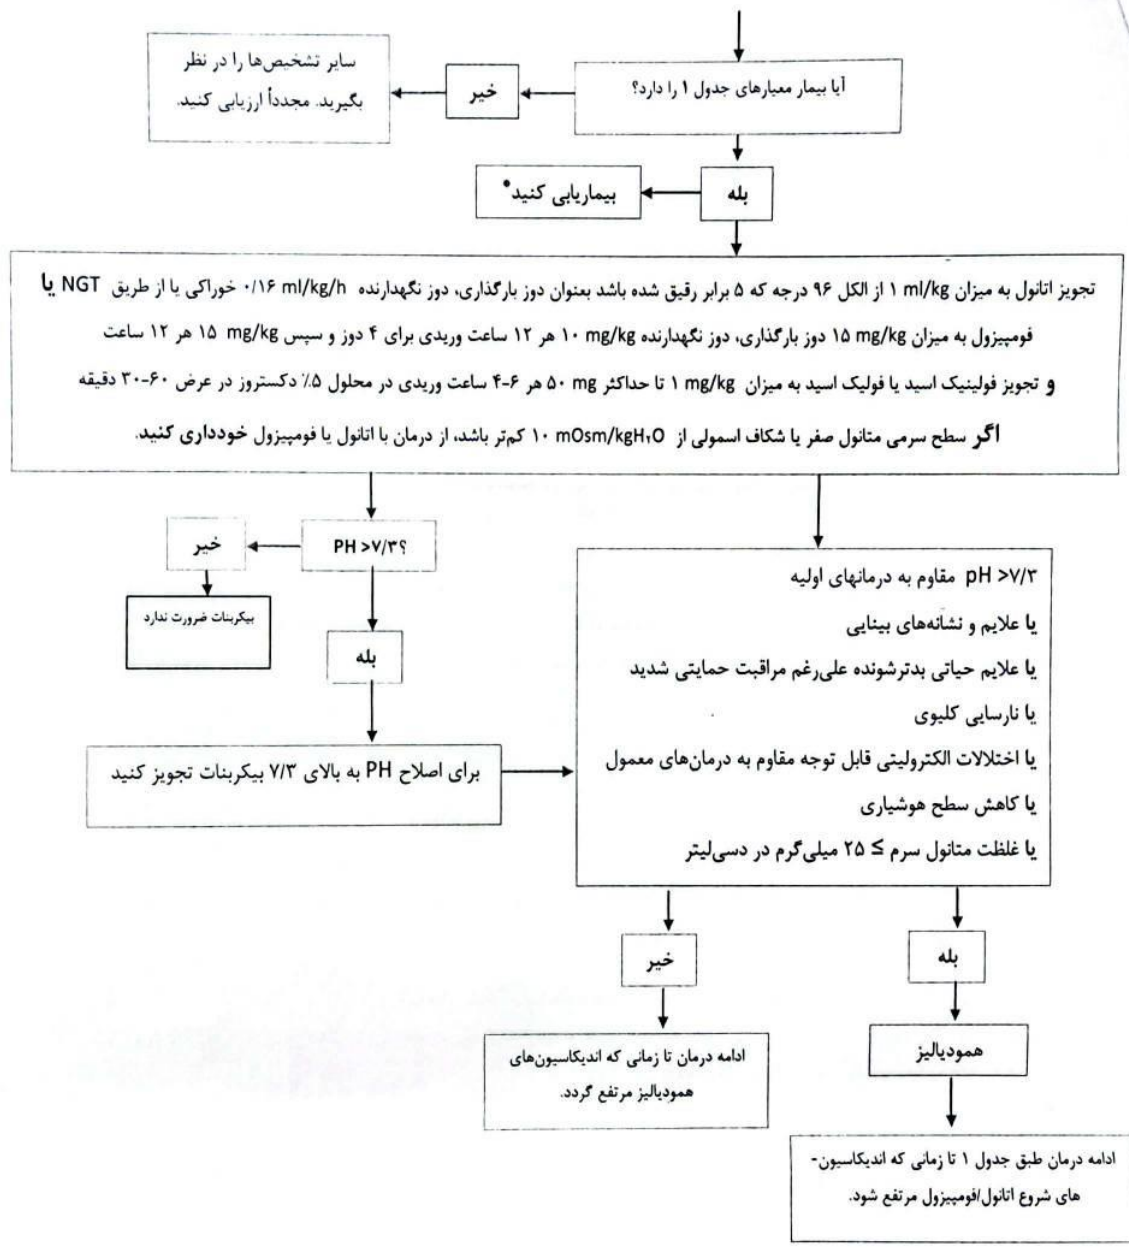 آیا بیمار معیارهای جدول ۱ را دارد؟
خیر
سایر تشخیص‌ها را در نظر
بگیرید. مجدداً ارزیابی کنید.
بله
بیماریابی کنید*
تجویز اتانول به میزان ۱ ml/kg از الکل ۹۶ درجه که ۵ برابر رقیق شده باشد بعنوان دوز بارگذاری، دوز نگهدارنده ۰/۱۶ ml/kg/h خوراکی یا از طریق NGT یا
فومپیزول به میزان ۱۵ mg/kg دوز بارگذاری، دوز نگهدارنده ۱۰ mg/kg هر ۱۲ ساعت وریدی برای ۴ دوز و سپس ۱۵ mg/kg هر ۱۲ ساعت
و تجویز فولینیک اسید یا فولیک اسید به میزان ۱ mg/kg تا حداکثر ۵۰ mg هر ۶-۴ ساعت وریدی در محلول ۵٪ دکستروز در عرض ۶۰-۳۰ دقیقه
اگر سطح سرمی متانول صفر یا شکاف اسمولی از ۱۰ mOsm/kgH۲O کم‌تر باشد، از درمان با اتانول یا فومپیزول خودداری کنید.
PH >۷/۳؟
خیر
بیکربنات ضرورت ندارد
بله
برای اصلاح PH به بالای ۷/۳ بیکربنات تجویز کنید
pH >۷/۳ مقاوم به درمانهای اولیه
یا علایم و نشانه‌های بینایی
یا علایم حیاتی بدترشونده علی‌رغم مراقبت حمایتی شدید
یا نارسایی کلیوی
یا اختلالات الکترولیتی قابل توجه مقاوم به درمان‌های معمول
یا کاهش سطح هوشیاری
یا غلظت متانول سرم ≥ ۲۵ میلی‌گرم در دسی‌لیتر
بله
همودیالیز
ادامه درمان طبق جدول ۱ تا زمانی که اندیکاسیون-
های شروع اتانول/فومپیزول مرتفع شود.
خیر
ادامه درمان تا زمانی که اندیکاسیون‌های
همودیالیز مرتفع گردد.